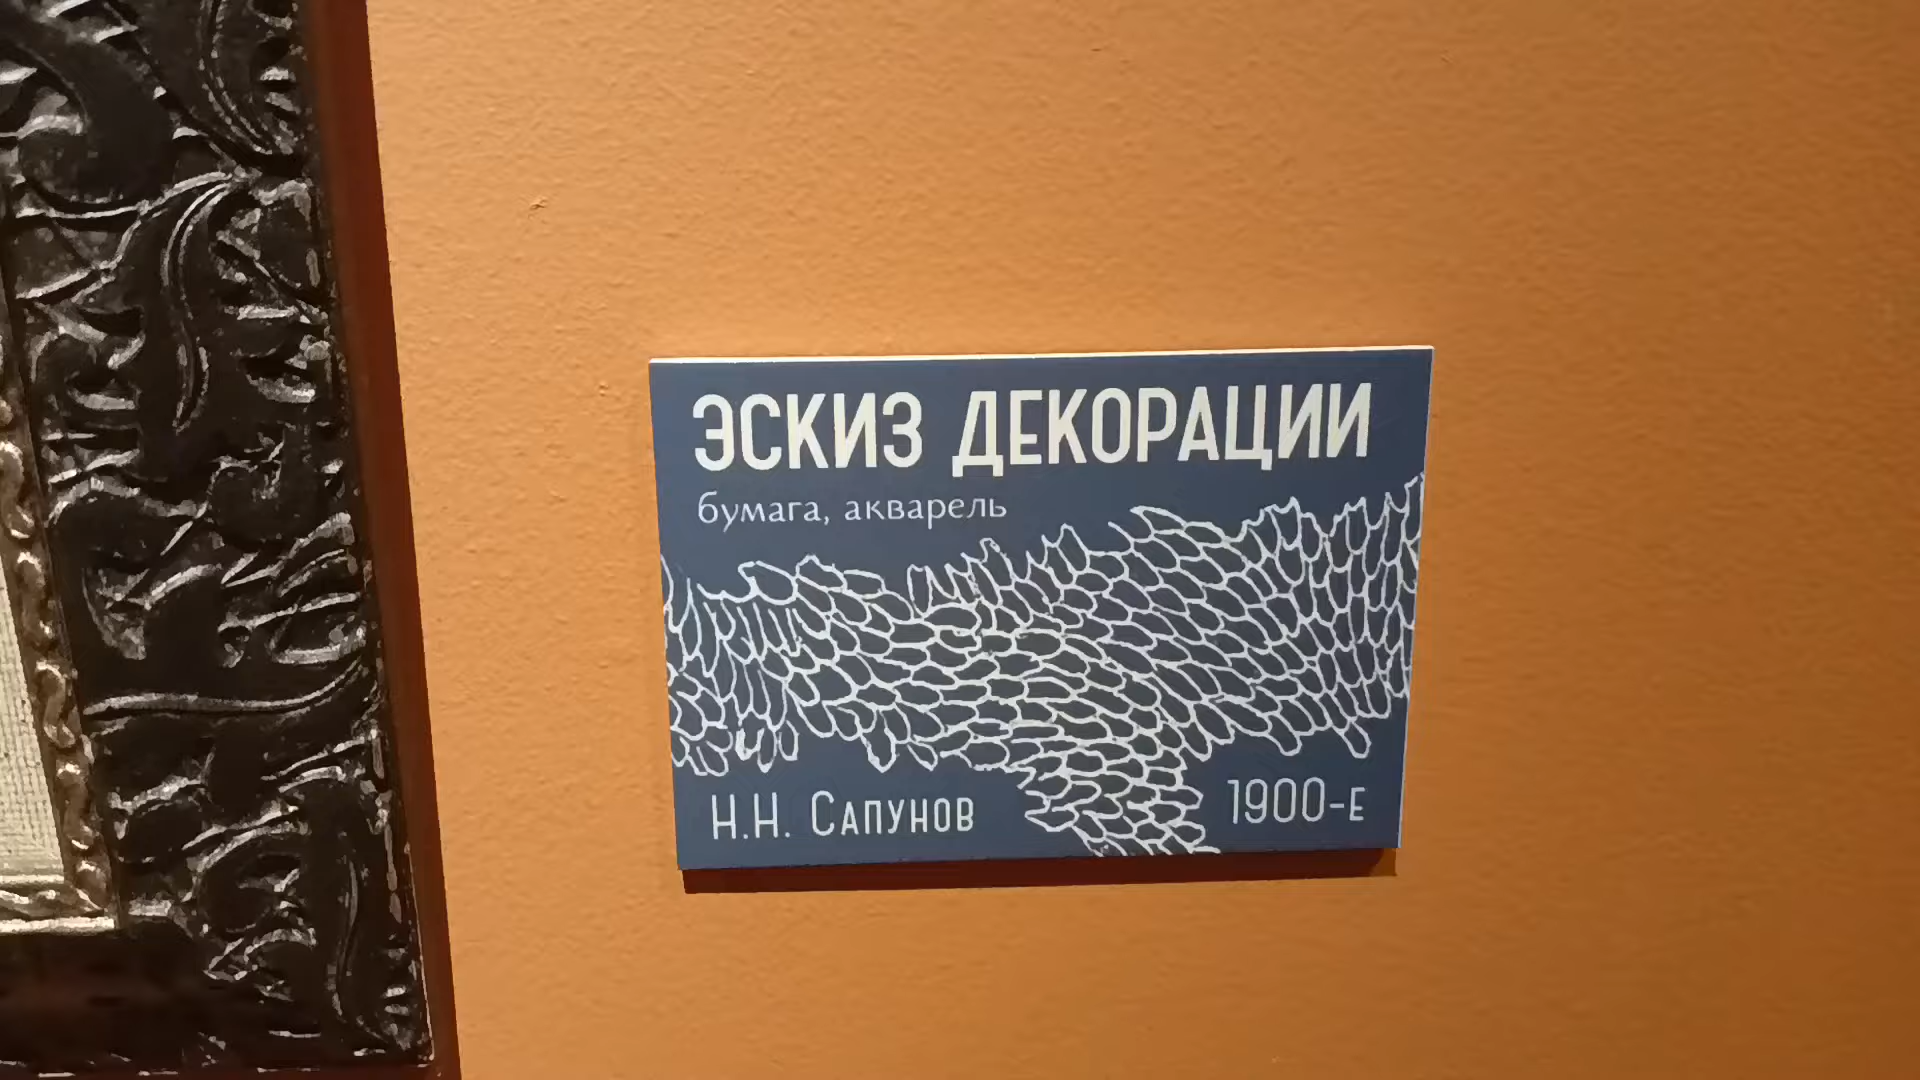 ЭСКИЗ ДЕКОРАЦИИ
бумага, акварель
Н.Н. Сапунов
1900-е